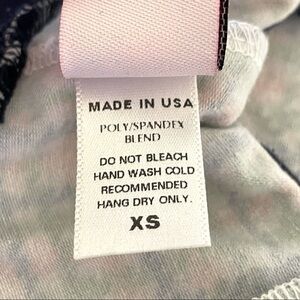 MADE IN USA
POLY/SPANDEX
BLEND
DO NOT BLEACH
HAND WASH COLD
RECOMMENDED
HANG DRY ONLY.
XS